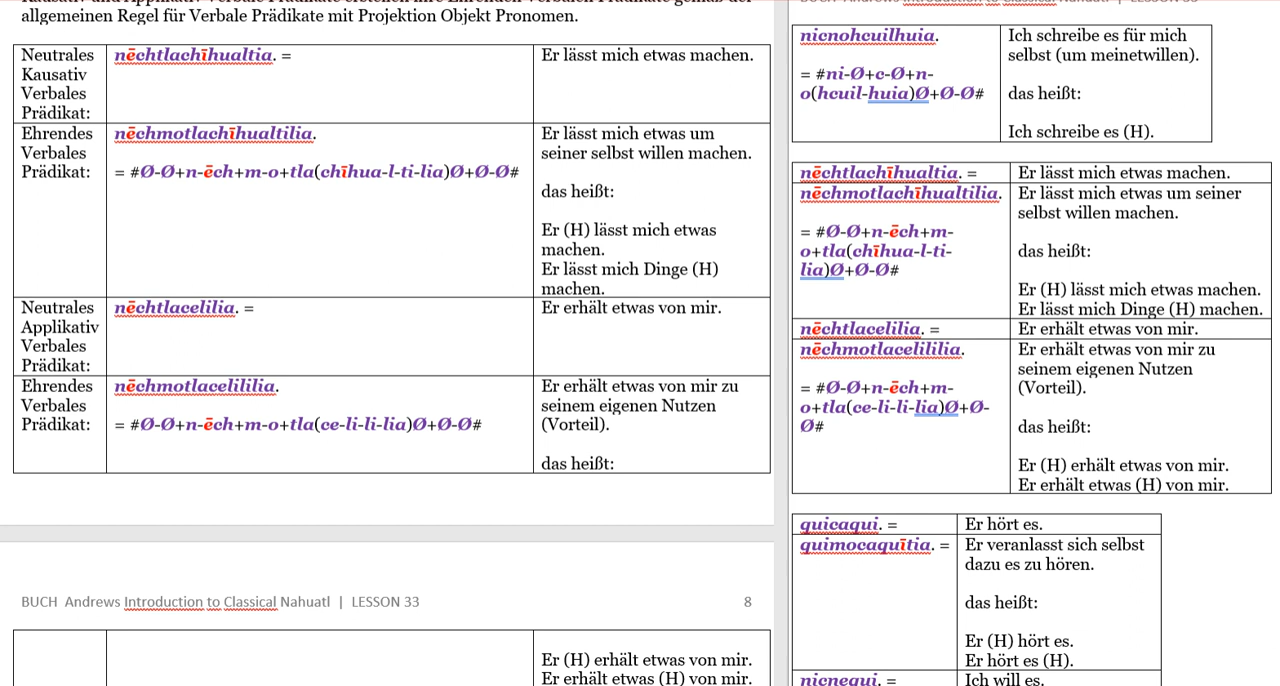 allgemeinen Regel für Verbale Prädikate mit Projektion Objekt Pronomen.
Neutrales
Kausativ
Verbales
Prädikat:
nēchtlachīhualtia. =
Er lässt mich etwas machen.
Ehrendes
Verbales
Prädikat:
nēchmotlachīhualtilia.
= #Ø-Ø+n-ēch+m-o+tla(chīhua-l-ti-lia)Ø+Ø-Ø#
Er lässt mich etwas um
seiner selbst willen machen.
das heißt:
Er (H) lässt mich etwas
machen.
Er lässt mich Dinge (H)
machen.
Neutrales
Applikativ
Verbales
Prädikat:
nēchtlacelilia. =
Er erhält etwas von mir.
Ehrendes
Verbales
Prädikat:
nēchmotlacelililia.
= #Ø-Ø+n-ēch+m-o+tla(ce-li-li-lia)Ø+Ø-Ø#
Er erhält etwas von mir zu
seinem eigenen Nutzen
(Vorteil).
das heißt:
BUCH Andrews Introduction to Classical Nahuatl | LESSON 33
8
Er (H) erhält etwas von mir.
Er erhält etwas (H) von mir.
BUCH Andrews Introduction to Classical Nahuatl | LESSON 33
nicnohcuilhuia.
= #ni-Ø+c-Ø+n-
o(hcuil-huia)Ø+Ø-Ø#
Ich schreibe es für mich
selbst (um meinetwillen).
das heißt:
Ich schreibe es (H).
nēchtlachīhualtia. =
Er lässt mich etwas machen.
nēchmotlachīhualtilia.
= #Ø-Ø+n-ēch+m-
o+tla(chīhua-l-ti-
lia)Ø+Ø-Ø#
Er lässt mich etwas um seiner
selbst willen machen.
das heißt:
Er (H) lässt mich etwas machen.
Er lässt mich Dinge (H) machen.
nēchtlacelilia. =
Er erhält etwas von mir.
nēchmotlacelililia.
= #Ø-Ø+n-ēch+m-
o+tla(ce-li-li-lia)Ø+Ø-
Ø#
Er erhält etwas von mir zu
seinem eigenen Nutzen
(Vorteil).
das heißt:
Er (H) erhält etwas von mir.
Er erhält etwas (H) von mir.
quicaqui. =
Er hört es.
quimocaquītia. =
Er veranlasst sich selbst
dazu es zu hören.
das heißt:
Er (H) hört es.
Er hört es (H).
nicnequi. =
Ich will es.